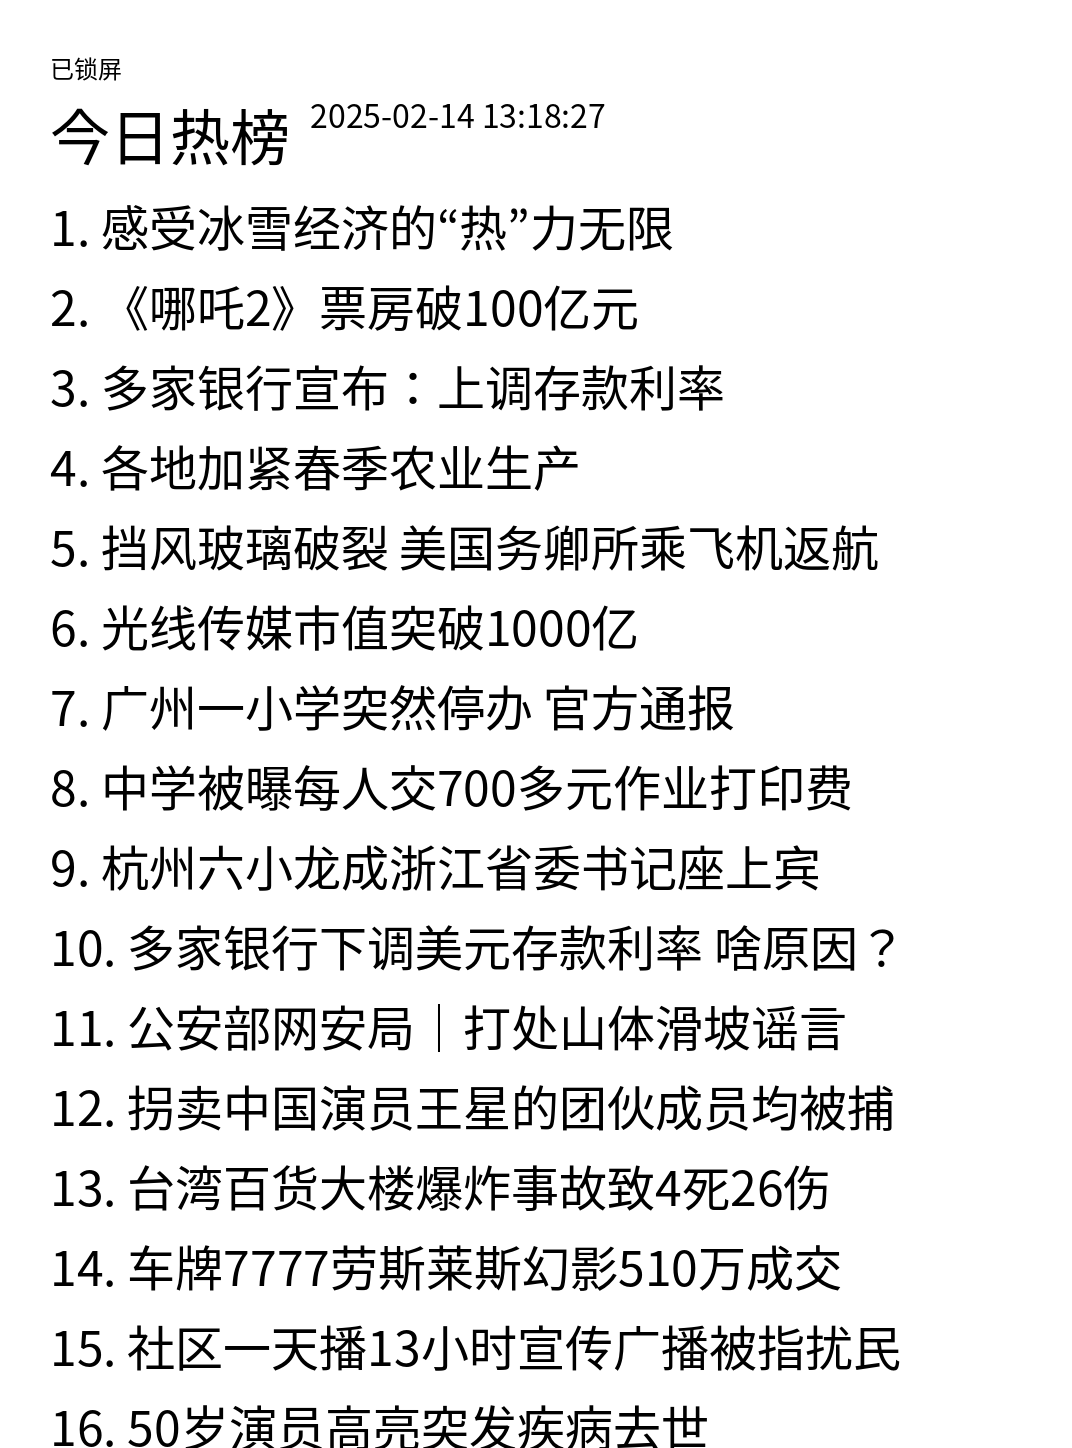 已锁屏
今日热榜 2025-02-14 13:18:27
1. 感受冰雪经济的“热”力无限
2. 《哪吒2》票房破100亿元
3. 多家银行宣布：上调存款利率
4. 各地加紧春季农业生产
5. 挡风玻璃破裂 美国务卿所乘飞机返航
6. 光线传媒市值突破1000亿
7. 广州一小学突然停办 官方通报
8. 中学被曝每人交700多元作业打印费
9. 杭州六小龙成浙江省委书记座上宾
10. 多家银行下调美元存款利率 啥原因？
11. 公安部网安局｜打处山体滑坡谣言
12. 拐卖中国演员王星的团伙成员均被捕
13. 台湾百货大楼爆炸事故致4死26伤
14. 车牌7777劳斯莱斯幻影510万成交
15. 社区一天播13小时宣传广播被指扰民
16. 50岁演员高亮突发疾病去世